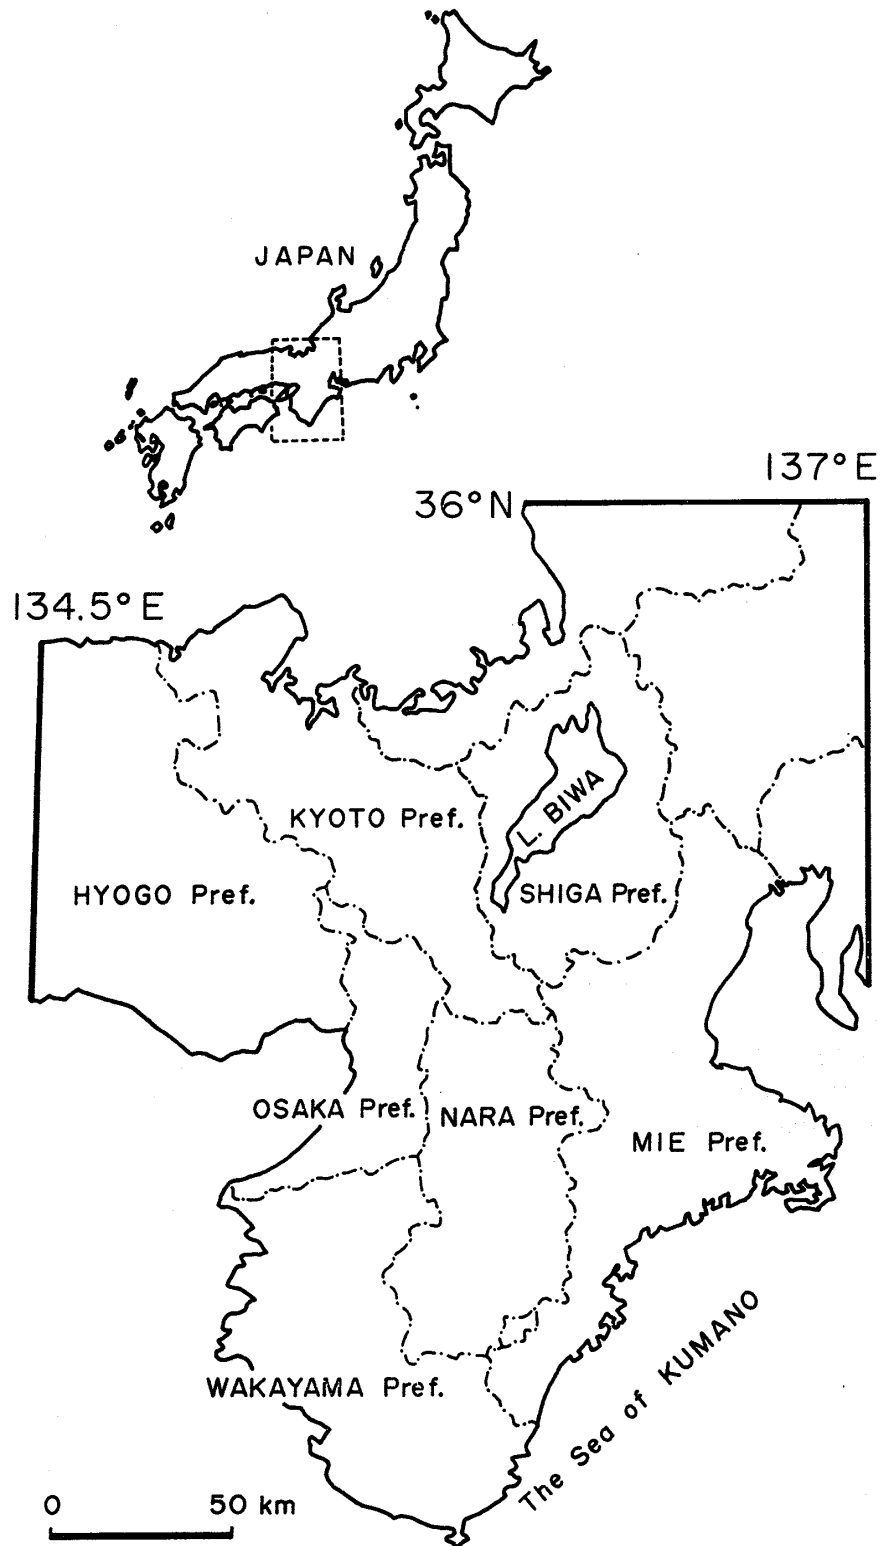 JAPAN
137°E
36°N
134.5°E
KYOTO Pref.
L. BIWA
HYOGO Pref.
SHIGA Pref.
OSAKA Pref.
NARA Pref.
MIE Pref.
The Sea of KUMANO
WAKAYAMA Pref.
0 50 km